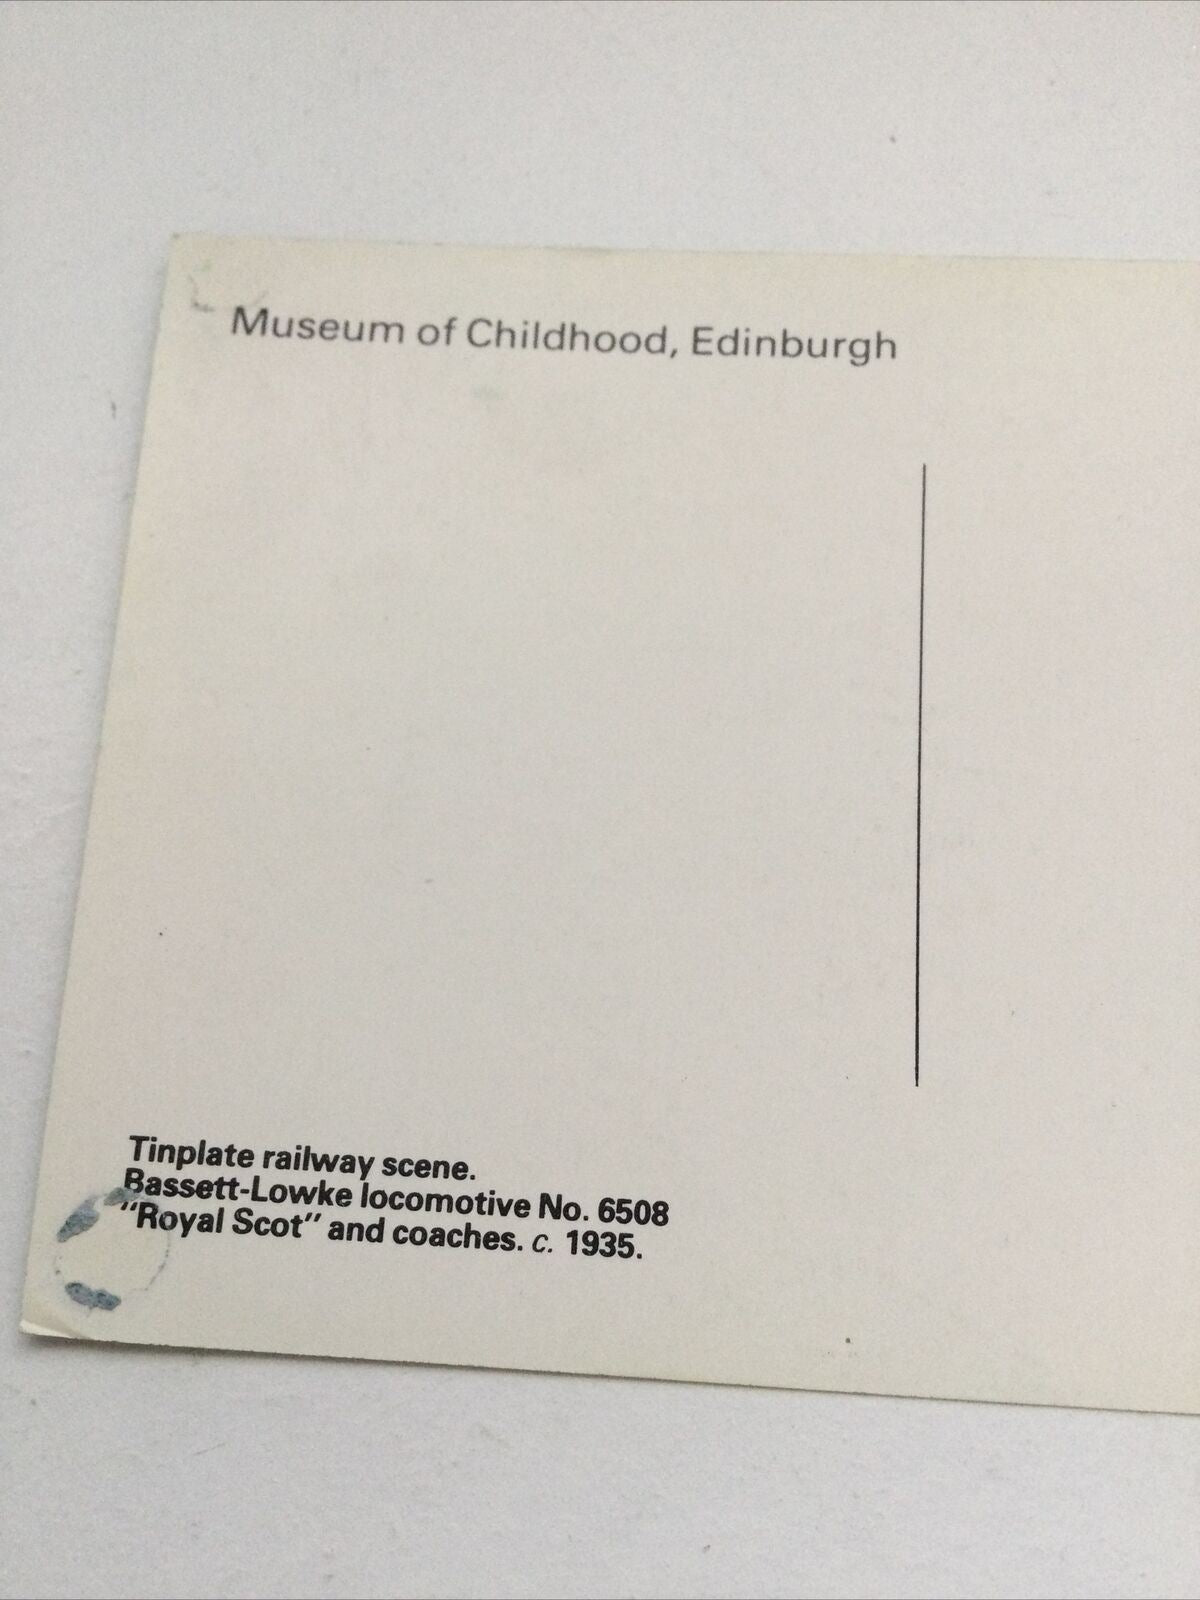 Museum of Childhood, Edinburgh
Tinplate railway scene.
Bassett-Lowke locomotive No. 6508
"Royal Scot" and coaches. c. 1935.